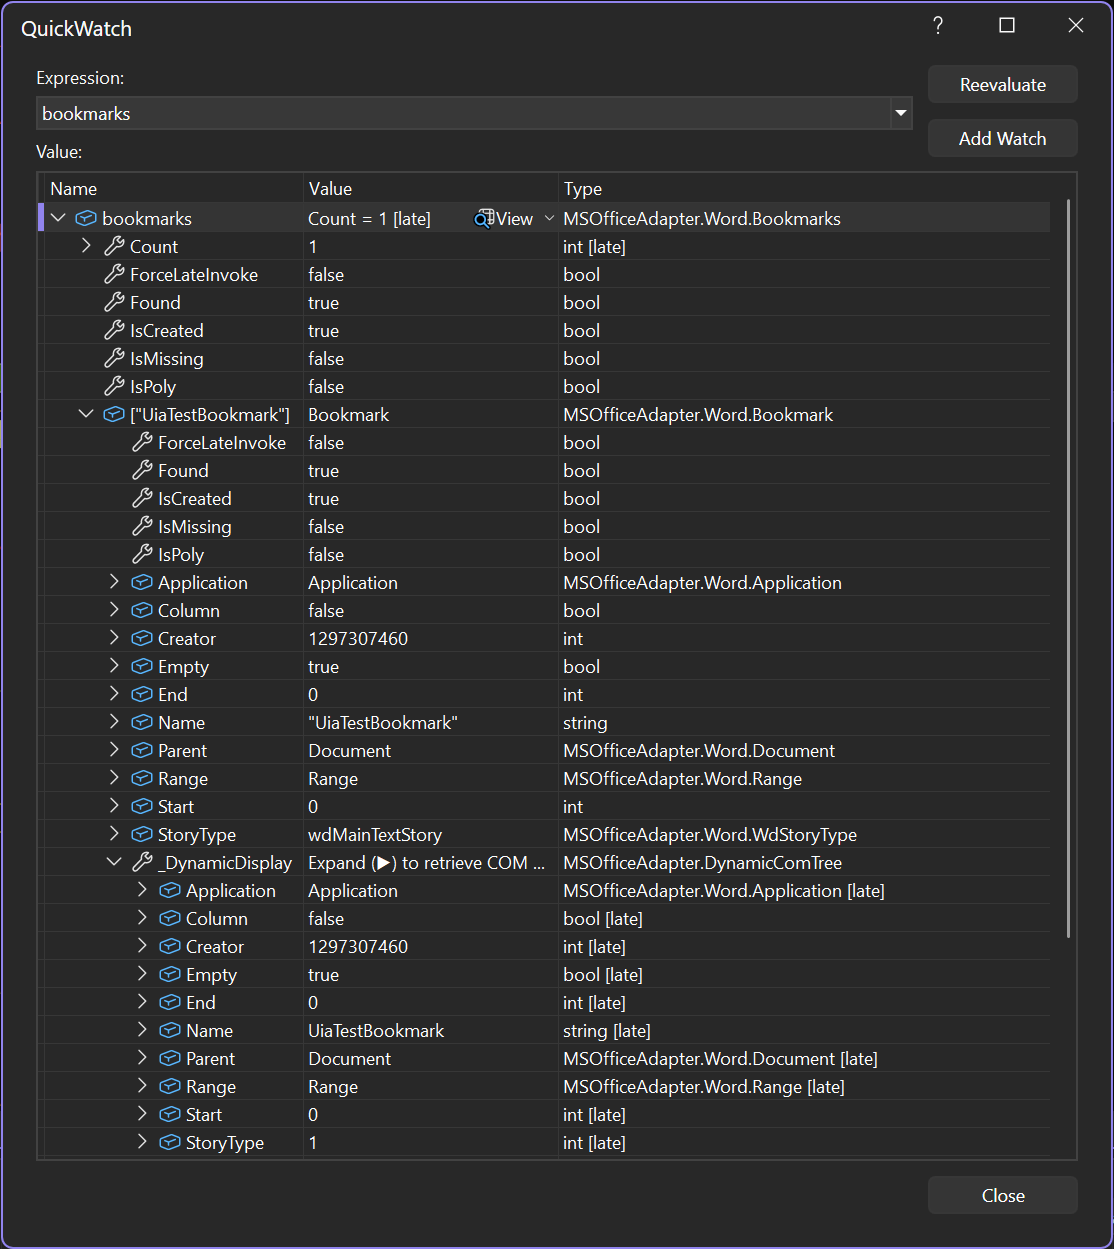 QuickWatch
?
Expression:
Reevaluate
bookmarks
Add Watch
Value:
Name Value Type
bookmarks Count = 1 [late] View MSOfficeAdapter.Word.Bookmarks
Count 1 int [late]
ForceLateInvoke false bool
Found true bool
IsCreated true bool
IsMissing false bool
IsPoly false bool
["UiaTestBookmark"] Bookmark MSOfficeAdapter.Word.Bookmark
ForceLateInvoke false bool
Found true bool
IsCreated true bool
IsMissing false bool
IsPoly false bool
Application Application MSOfficeAdapter.Word.Application
Column false bool
Creator 1297307460 int
Empty true bool
End 0 int
Name "UiaTestBookmark" string
Parent Document MSOfficeAdapter.Word.Document
Range Range MSOfficeAdapter.Word.Range
Start 0 int
StoryType wdMainTextStory MSOfficeAdapter.Word.WdStoryType
_DynamicDisplay Expand (▶) to retrieve COM ... MSOfficeAdapter.DynamicComTree
Application Application MSOfficeAdapter.Word.Application [late]
Column false bool [late]
Creator 1297307460 int [late]
Empty true bool [late]
End 0 int [late]
Name UiaTestBookmark string [late]
Parent Document MSOfficeAdapter.Word.Document [late]
Range Range MSOfficeAdapter.Word.Range [late]
Start 0 int [late]
StoryType 1 int [late]
Close